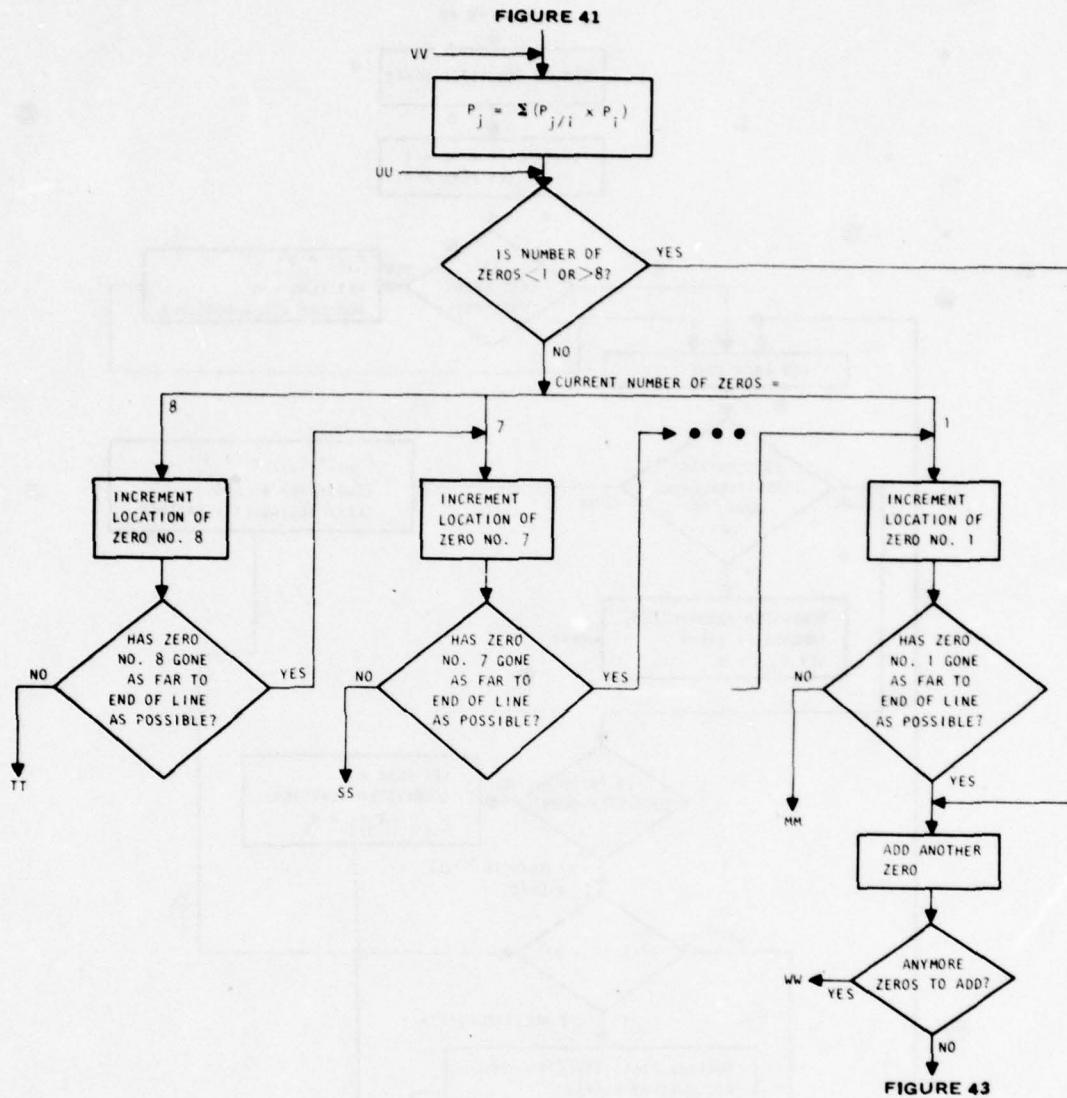 FIGURE 41
VV
P_j = Σ (P_j/i × P_i)
UU
IS NUMBER OF
ZEROS <1 OR >8?
YES
NO
CURRENT NUMBER OF ZEROS =
8
7
• • •
1
INCREMENT
LOCATION OF
ZERO NO. 8
INCREMENT
LOCATION OF
ZERO NO. 7
INCREMENT
LOCATION OF
ZERO NO. 1
HAS ZERO
NO. 8 GONE
AS FAR TO
END OF LINE
AS POSSIBLE?
NO
YES
TT
HAS ZERO
NO. 7 GONE
AS FAR TO
END OF LINE
AS POSSIBLE?
NO
YES
SS
HAS ZERO
NO. 1 GONE
AS FAR TO
END OF LINE
AS POSSIBLE?
NO
YES
MM
ADD ANOTHER
ZERO
ANYMORE
ZEROS TO ADD?
WW
YES
NO
FIGURE 43